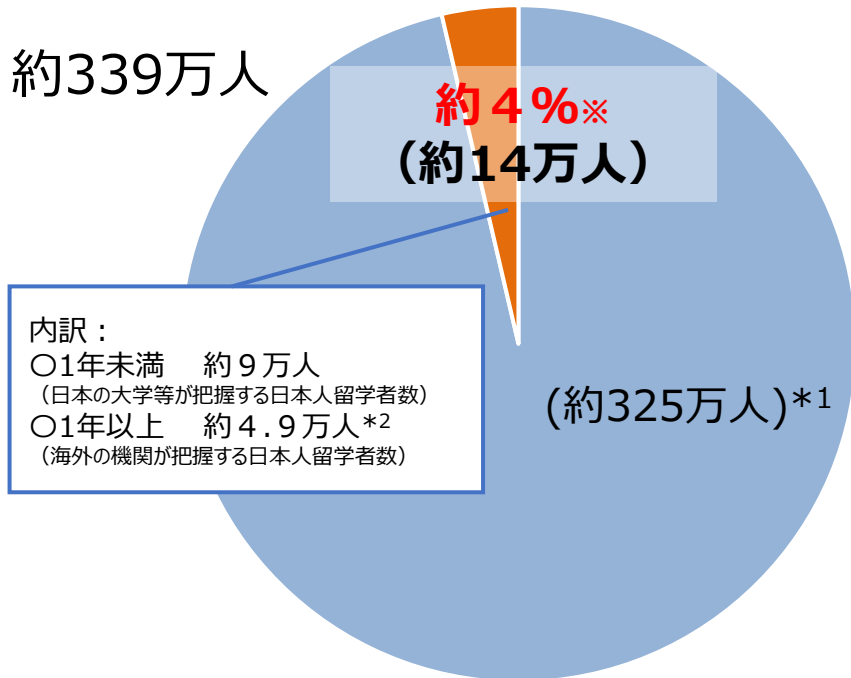 約339万人
約４%※
（約14万人）
内訳：
〇1年未満　約９万人
（日本の大学等が把握する日本人留学者数）
〇1年以上　約４.９万人*2
（海外の機関が把握する日本人留学者数）
(約325万人)*1